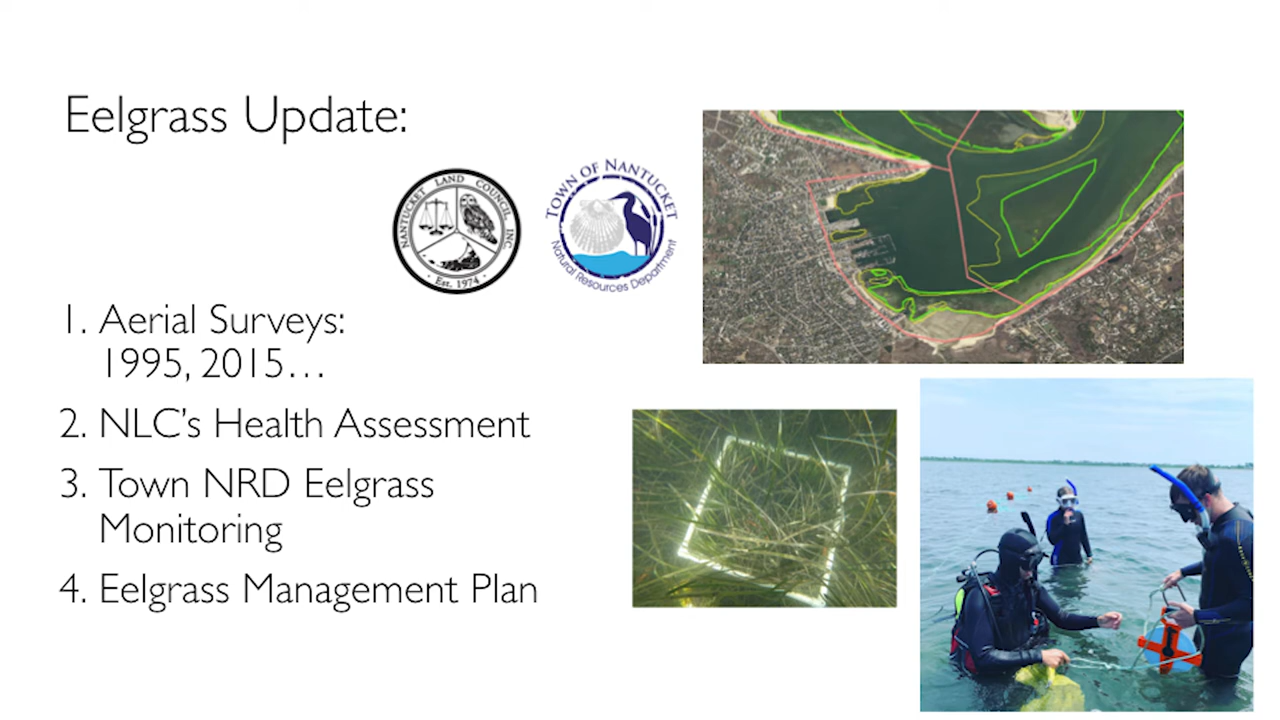 Eelgrass Update:
NANTUCKET LAND COUNCIL, INC.
Est. 1974
TOWN OF NANTUCKET
Natural Resources Department
1. Aerial Surveys:
1995, 2015...
2. NLC's Health Assessment
3. Town NRD Eelgrass
Monitoring
4. Eelgrass Management Plan